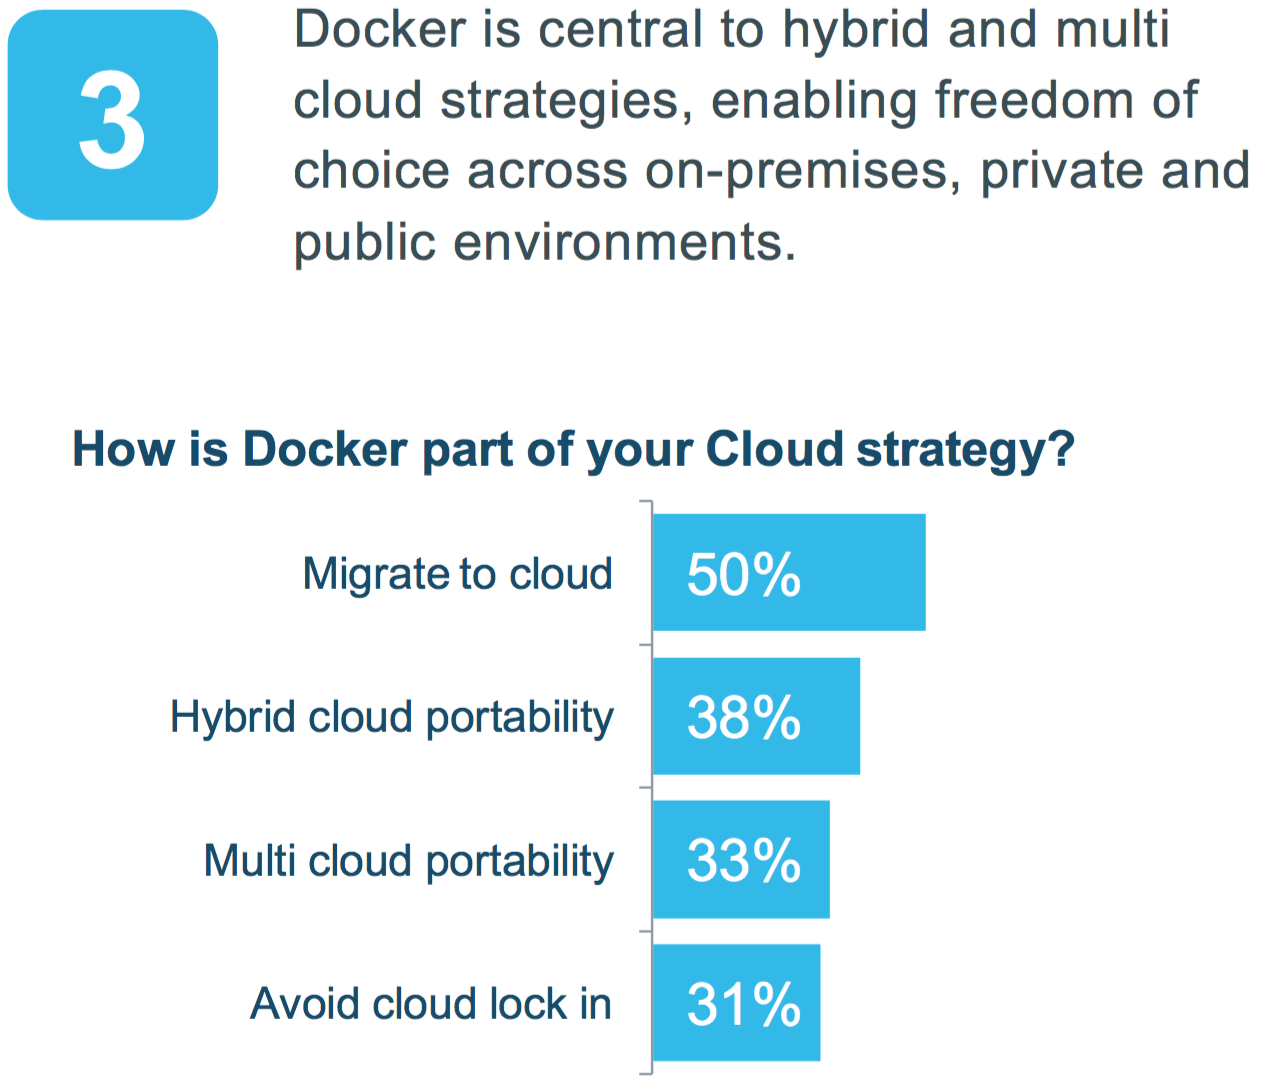 3
Docker is central to hybrid and multi
cloud strategies, enabling freedom of
choice across on-premises, private and
public environments.
How is Docker part of your Cloud strategy?
Migrate to cloud 50%
Hybrid cloud portability 38%
Multi cloud portability 33%
Avoid cloud lock in 31%